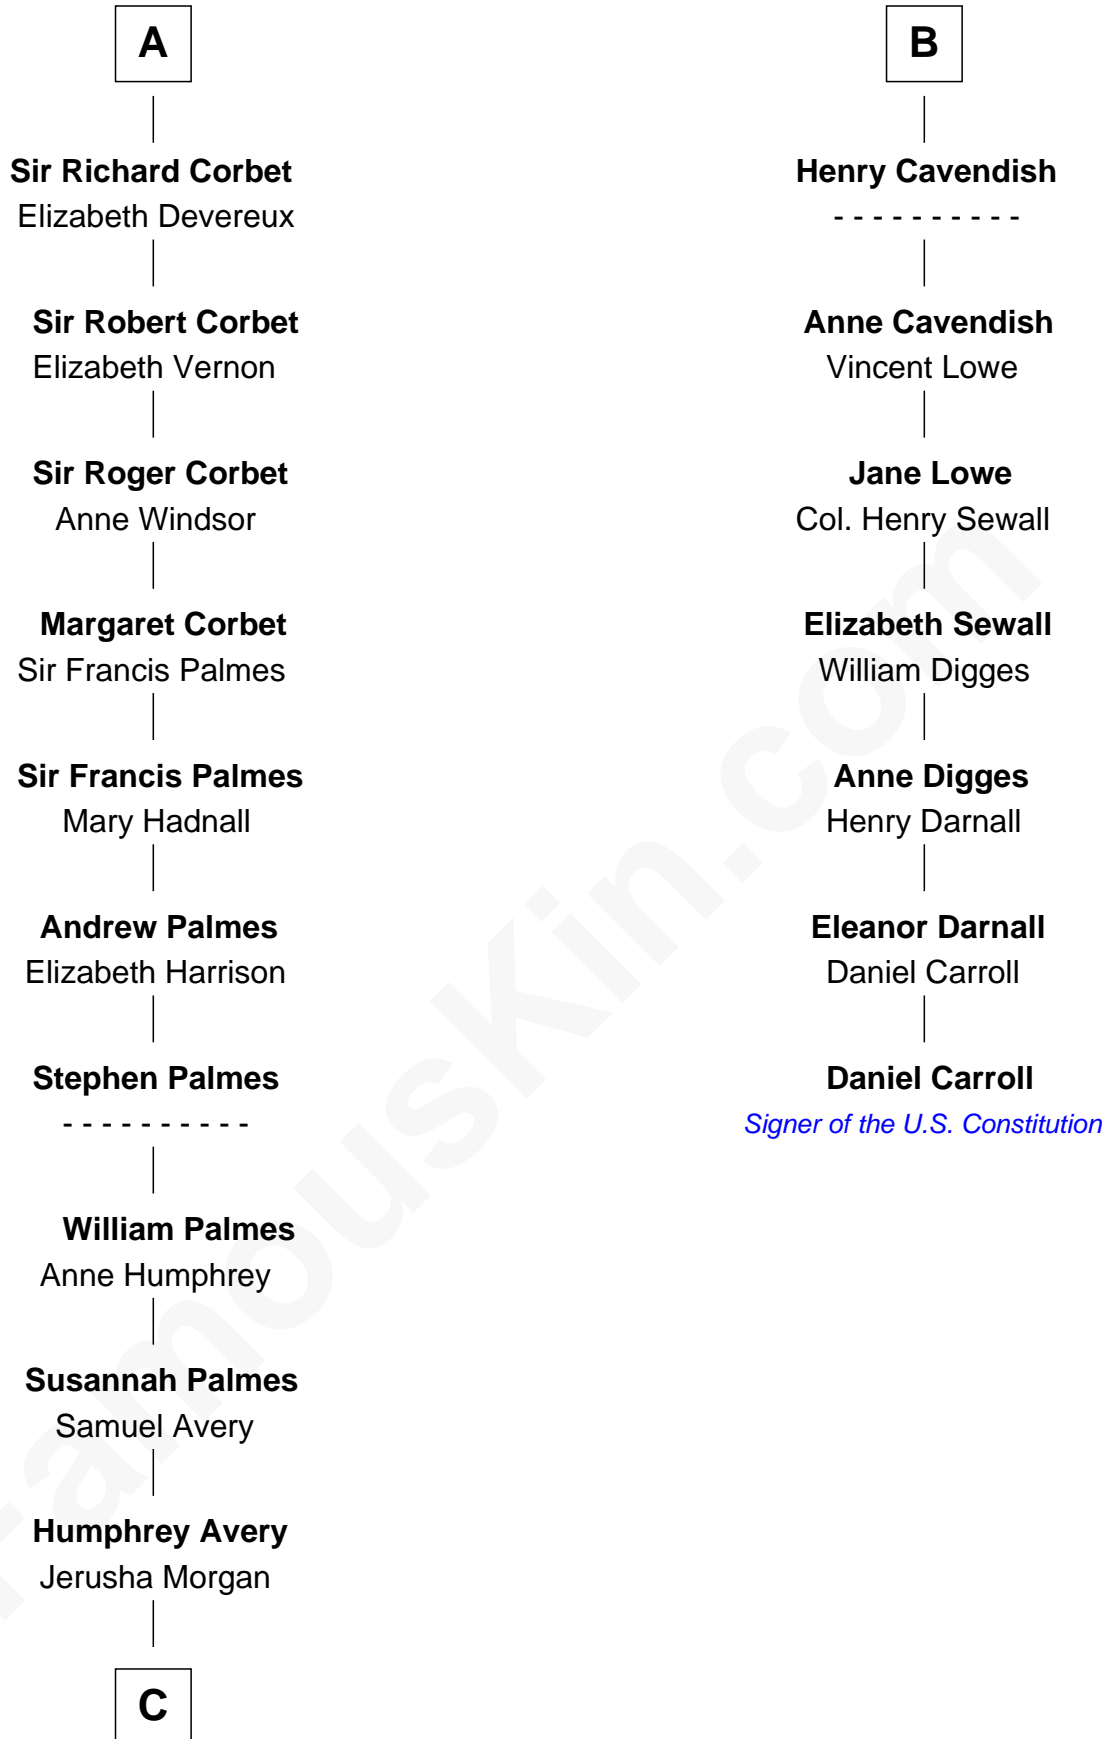 A
Sir Richard Corbet
Elizabeth Devereux
Sir Robert Corbet
Elizabeth Vernon
Sir Roger Corbet
Anne Windsor
Margaret Corbet
Sir Francis Palmes
Sir Francis Palmes
Mary Hadnall
Andrew Palmes
Elizabeth Harrison
Stephen Palmes
- - - - - - - - - -
William Palmes
Anne Humphrey
Susannah Palmes
Samuel Avery
Humphrey Avery
Jerusha Morgan
C
B
Henry Cavendish
- - - - - - - - - -
Anne Cavendish
Vincent Lowe
Jane Lowe
Col. Henry Sewall
Elizabeth Sewall
William Digges
Anne Digges
Henry Darnall
Eleanor Darnall
Daniel Carroll
Daniel Carroll
Signer of the U.S. Constitution
FamousKin.com